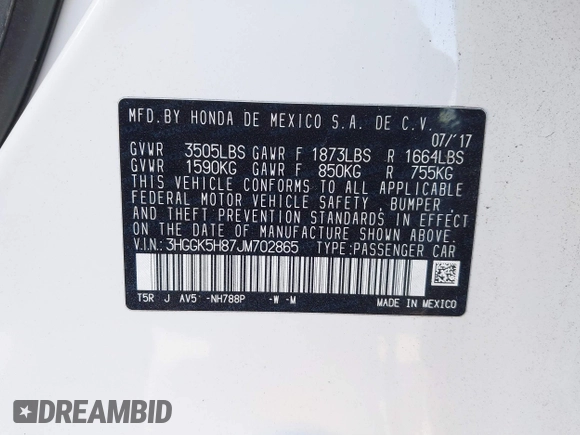 MFD. BY HONDA DE MEXICO S.A. DE C.V.
07/'17
GVWR 3505LBS GAWR F 1873LBS R 1664LBS
GVWR 1590KG GAWR F 850KG R 755KG
THIS VEHICLE CONFORMS TO ALL APPLICABLE
FEDERAL MOTOR VEHICLE SAFETY, BUMPER,
AND THEFT PREVENTION STANDARDS IN EFFECT
ON THE DATE OF MANUFACTURE SHOWN ABOVE.
V.I.N.: 3HGGK5H87JM702865 TYPE: PASSENGER CAR
T5R J AV5 -NH788P -W -M
MADE IN MEXICO
DREAMBID